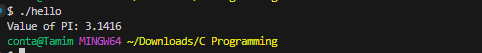 $ ./hello
Value of PI: 3.1416
conta@Tamim MINGW64 ~/Downloads/C Programming
$